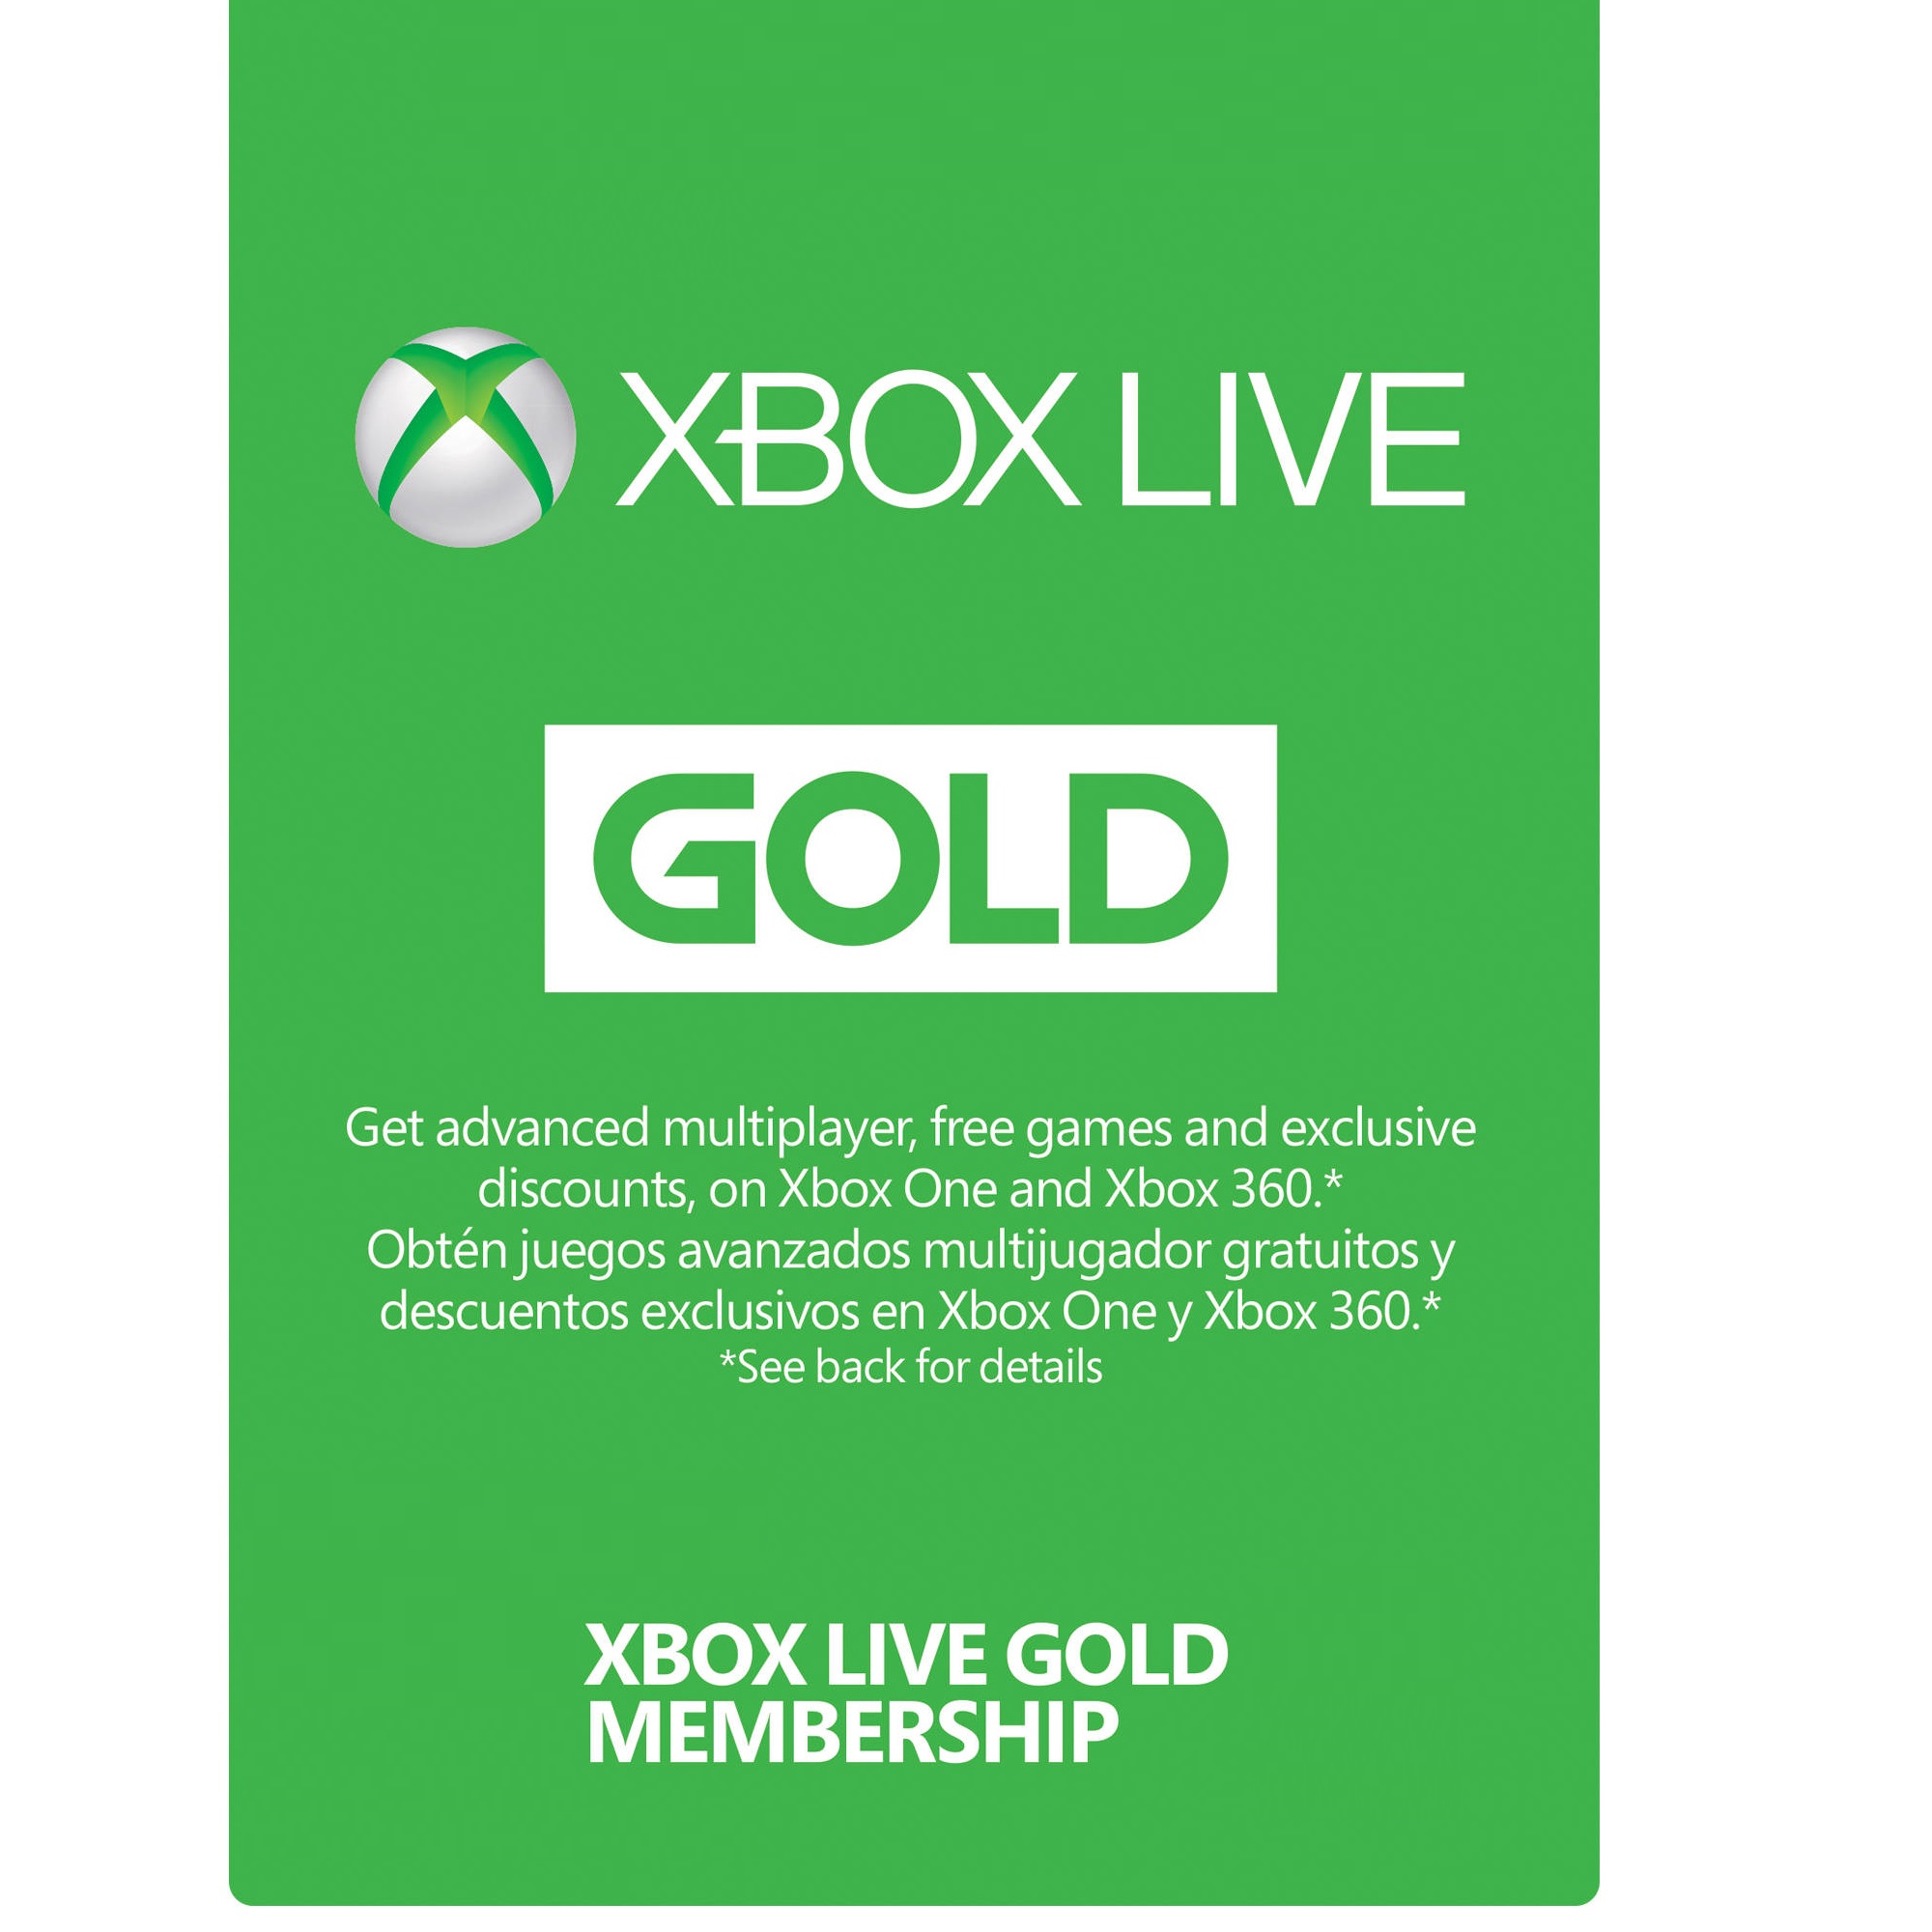 XBOX LIVE
GOLD
Get advanced multiplayer, free games and exclusive
discounts, on Xbox One and Xbox 360.*
Obtén juegos avanzados multijugador gratuitos y
descuentos exclusivos en Xbox One y Xbox 360.*
*See back for details
XBOX LIVE GOLD
MEMBERSHIP